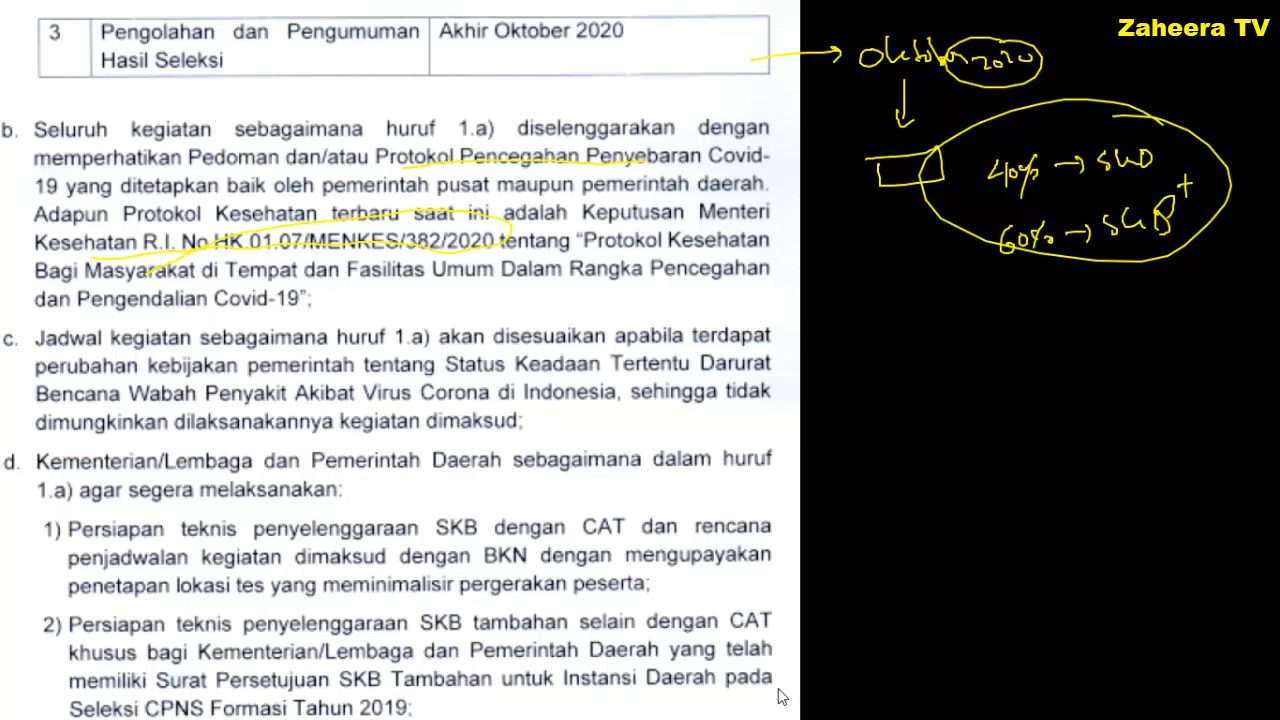 Zaheera TV
3 Pengolahan dan Pengumuman Akhir Oktober 2020
Hasil Seleksi
b. Seluruh kegiatan sebagaimana huruf 1.a) diselenggarakan dengan
memperhatikan Pedoman dan/atau Protokol Pencegahan Penyebaran Covid-
19 yang ditetapkan baik oleh pemerintah pusat maupun pemerintah daerah.
Adapun Protokol Kesehatan terbaru saat ini adalah Keputusan Menteri
Kesehatan R.I. No HK.01.07/MENKES/382/2020 tentang “Protokol Kesehatan
Bagi Masyarakat di Tempat dan Fasilitas Umum Dalam Rangka Pencegahan
dan Pengendalian Covid-19”;
c. Jadwal kegiatan sebagaimana huruf 1.a) akan disesuaikan apabila terdapat
perubahan kebijakan pemerintah tentang Status Keadaan Tertentu Darurat
Bencana Wabah Penyakit Akibat Virus Corona di Indonesia, sehingga tidak
dimungkinkan dilaksanakannya kegiatan dimaksud;
d. Kementerian/Lembaga dan Pemerintah Daerah sebagaimana dalam huruf
1.a) agar segera melaksanakan:
1) Persiapan teknis penyelenggaraan SKB dengan CAT dan rencana
penjadwalan kegiatan dimaksud dengan BKN dengan mengupayakan
penetapan lokasi tes yang meminimalisir pergerakan peserta;
2) Persiapan teknis penyelenggaraan SKB tambahan selain dengan CAT
khusus bagi Kementerian/Lembaga dan Pemerintah Daerah yang telah
memiliki Surat Persetujuan SKB Tambahan untuk Instansi Daerah pada
Seleksi CPNS Formasi Tahun 2019;
→ Oktober 2020
40% → SKD
60% → SKB +